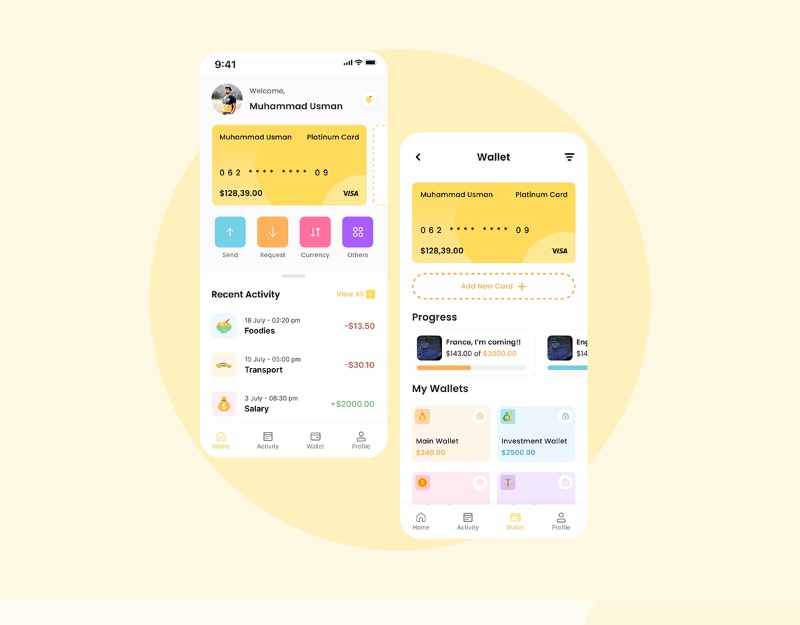 9:41
Welcome,
Muhammad Usman
Muhammad Usman Platinum Card
062 **** **** 09
$128,39.00 VISA
Send Request Currency Others
Recent Activity View All
18 July - 02:20 pm
Foodies -$13.50
15 July - 05:00 pm
Transport -$30.10
3 July - 08:30 pm
Salary +$2000.00
Home Activity Wallet Profile
Wallet
Muhammad Usman Platinum Card
062 **** **** 09
$128,39.00 VISA
Add New Card +
Progress
France, I'm coming!! Eng
$143.00 of $3000.00 $14
My Wallets
Main Wallet Investment Wallet
$240.00 $2500.00
Home Activity Wallet Profile